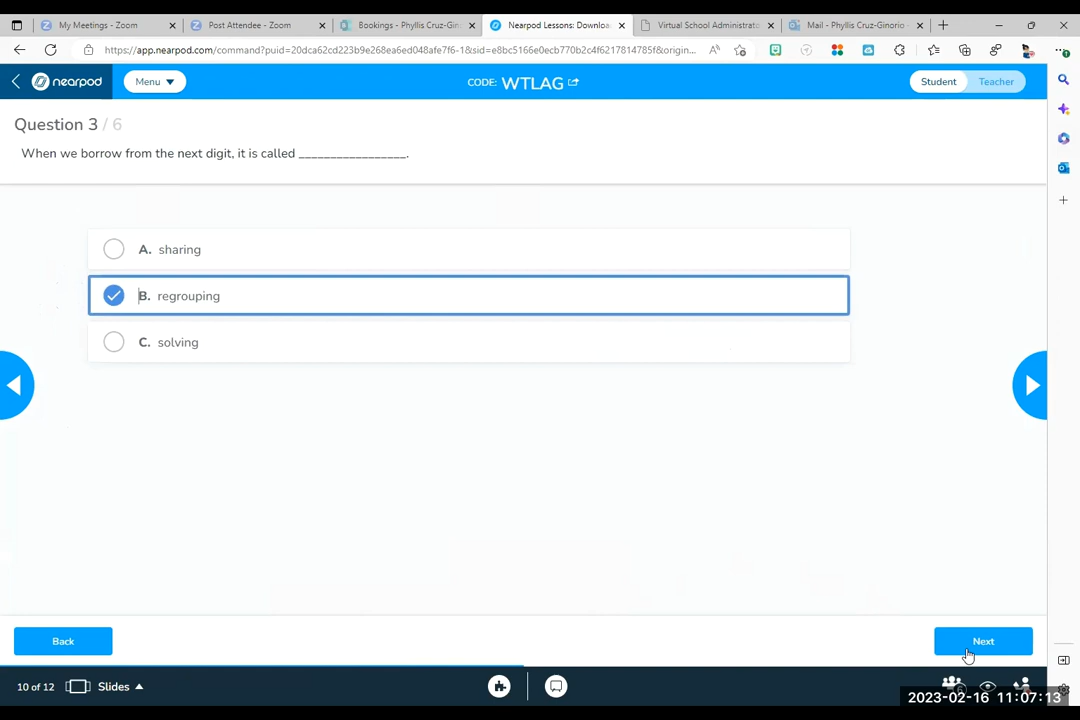 My Meetings - Zoom
Post Attendee - Zoom
Bookings - Phyllis Cruz-Gin
Nearpod Lessons: Downloa
Virtual School Administrato
Mail - Phyllis Cruz-Ginorio
https://app.nearpod.com/command?puid=20dca62cd223b9e268ea6ed048afe7f6-1&sid=e8bc5166e0ecb770b2c4f6217814785f&origin...
nearpod
Menu
CODE: WTLAG
Student
Teacher
Question 3 / 6
When we borrow from the next digit, it is called _________________.
A. sharing
B. regrouping
C. solving
Back
Next
10 of 12
Slides
2023-02-16 11:07:13